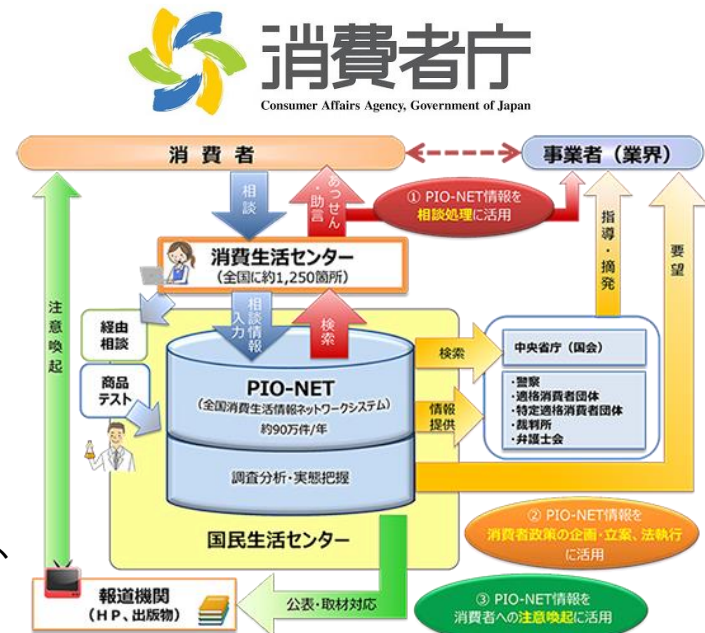 消費者庁
Consumer Affairs Agency, Government of Japan
消費者
事業者（業界）
相談
あっせん・助言
① PIO-NET情報を
相談処理に活用
指導・摘発
要望
消費生活センター
（全国に約1,250箇所）
注意喚起
相談情報
入力
検索
経由
相談
商品
テスト
PIO-NET
（全国消費生活情報ネットワークシステム）
約90万件/年
検索
情報
提供
中央省庁（国会）
・警察
・適格消費者団体
・特定適格消費者団体
・裁判所
・弁護士会
調査分析・実態把握
国民生活センター
② PIO-NET情報を
消費者政策の企画・立案、法執行
に活用
、
報道機関
（HP、出版物）
公表・取材対応
③ PIO-NET情報を
消費者への注意喚起に活用